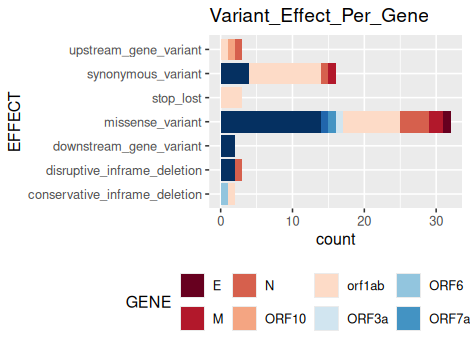 Variant_Effect_Per_Gene
EFFECT
upstream_gene_variant
synonymous_variant
stop_lost
missense_variant
downstream_gene_variant
disruptive_inframe_deletion
conservative_inframe_deletion
0 10 20 30
count
GENE
E N orf1ab ORF6
M ORF10 ORF3a ORF7a